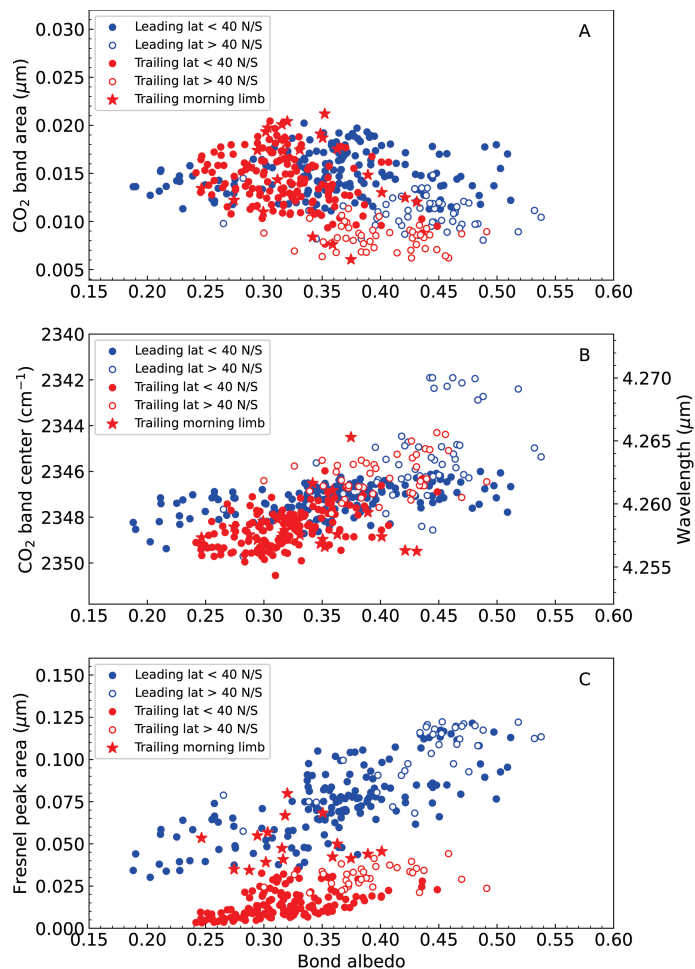 0.030
0.025
0.020
0.015
0.010
0.005
CO₂ band area (μm)
Leading lat < 40 N/S
Leading lat > 40 N/S
Trailing lat < 40 N/S
Trailing lat > 40 N/S
Trailing morning limb
A
0.15 0.20 0.25 0.30 0.35 0.40 0.45 0.50 0.55 0.60
2340
2342
2344
2346
2348
2350
CO₂ band center (cm⁻¹)
Leading lat < 40 N/S
Leading lat > 40 N/S
Trailing lat < 40 N/S
Trailing lat > 40 N/S
Trailing morning limb
B
4.270
4.265
4.260
4.255
Wavelength (μm)
0.15 0.20 0.25 0.30 0.35 0.40 0.45 0.50 0.55 0.60
0.150
0.125
0.100
0.075
0.050
0.025
0.000
Fresnel peak area (μm)
Leading lat < 40 N/S
Leading lat > 40 N/S
Trailing lat < 40 N/S
Trailing lat > 40 N/S
Trailing morning limb
C
0.15 0.20 0.25 0.30 0.35 0.40 0.45 0.50 0.55 0.60
Bond albedo